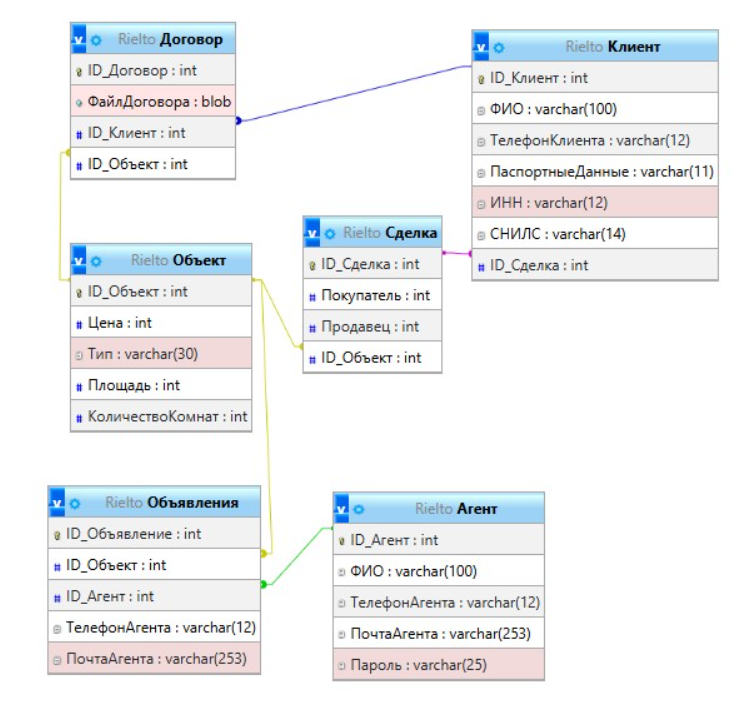 Rielto Договор
ID_Договор : int
ФайлДоговора : blob
ID_Клиент : int
ID_Объект : int
Rielto Клиент
ID_Клиент : int
ФИО : varchar(100)
ТелефонКлиента : varchar(12)
ПаспортныеДанные : varchar(11)
ИНН : varchar(12)
СНИЛС : varchar(14)
ID_Сделка : int
Rielto Сделка
ID_Сделка : int
Покупатель : int
Продавец : int
ID_Объект : int
Rielto Объект
ID_Объект : int
Цена : int
Тип : varchar(30)
Площадь : int
КоличествоКомнат : int
Rielto Объявления
ID_Объявление : int
ID_Объект : int
ID_Агент : int
ТелефонАгента : varchar(12)
ПочтаАгента : varchar(253)
Rielto Агент
ID_Агент : int
ФИО : varchar(100)
ТелефонАгента : varchar(12)
ПочтаАгента : varchar(253)
Пароль : varchar(25)